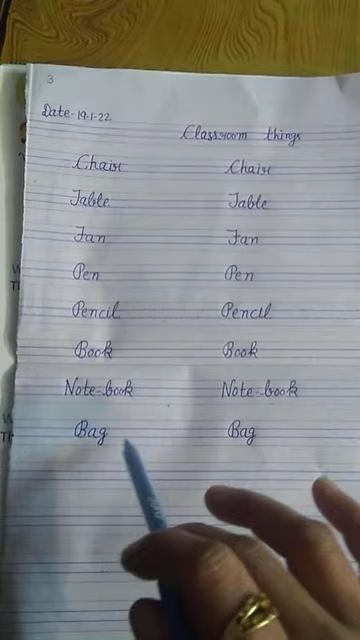 3
Date-19.1.22
Classroom things
Chair Chair
Table Table
Fan Fan
Pen Pen
Pencil Pencil
Book Book
Note-book Note-book
Bag Bag